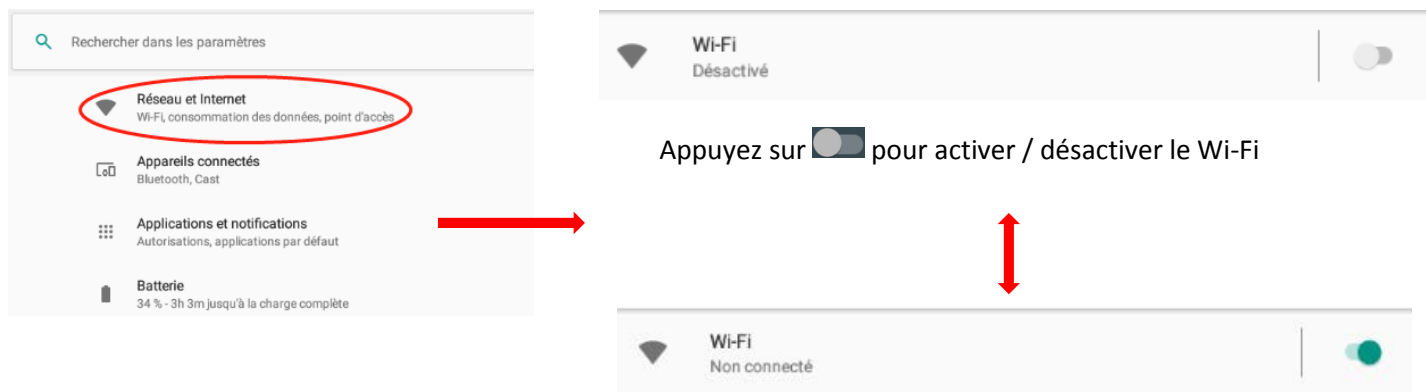 Rechercher dans les paramètres
Réseau et Internet
Wi-Fi, consommation des données, point d'accès
Appareils connectés
Bluetooth, Cast
Applications et notifications
Autorisations, applications par défaut
Batterie
34 % - 3h 3m jusqu'à la charge complète
Wi-Fi
Désactivé
Appuyez sur pour activer / désactiver le Wi-Fi
Wi-Fi
Non connecté